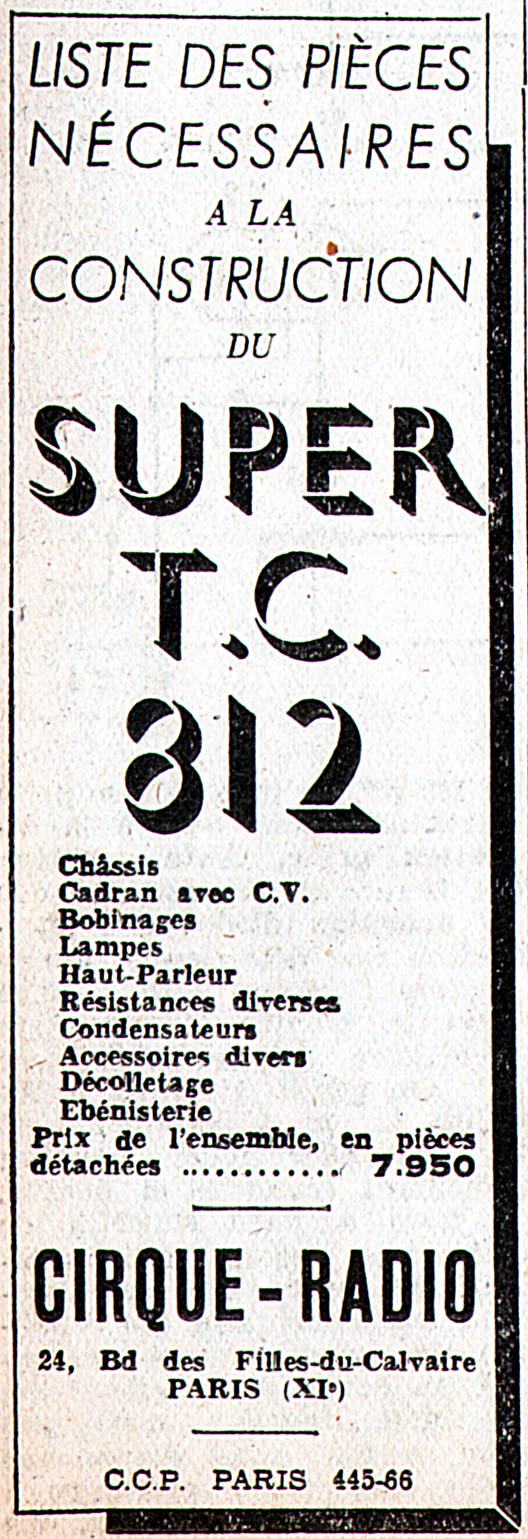 LISTE DES PIÈCES
NÉCESSAIRES
A LA
CONSTRUCTION
DU
SUPER
T.C.
812
Châssis
Cadran avec C.V.
Bobinages
Lampes
Haut-Parleur
Résistances diverses
Condensateurs
Accessoires divers
Décolletage
Ebénisterie
Prix de l'ensemble, en pièces
détachées ............ 7.950
CIRQUE - RADIO
24, Bd des Filles-du-Calvaire
PARIS (XIe)
C.C.P. PARIS 445-66